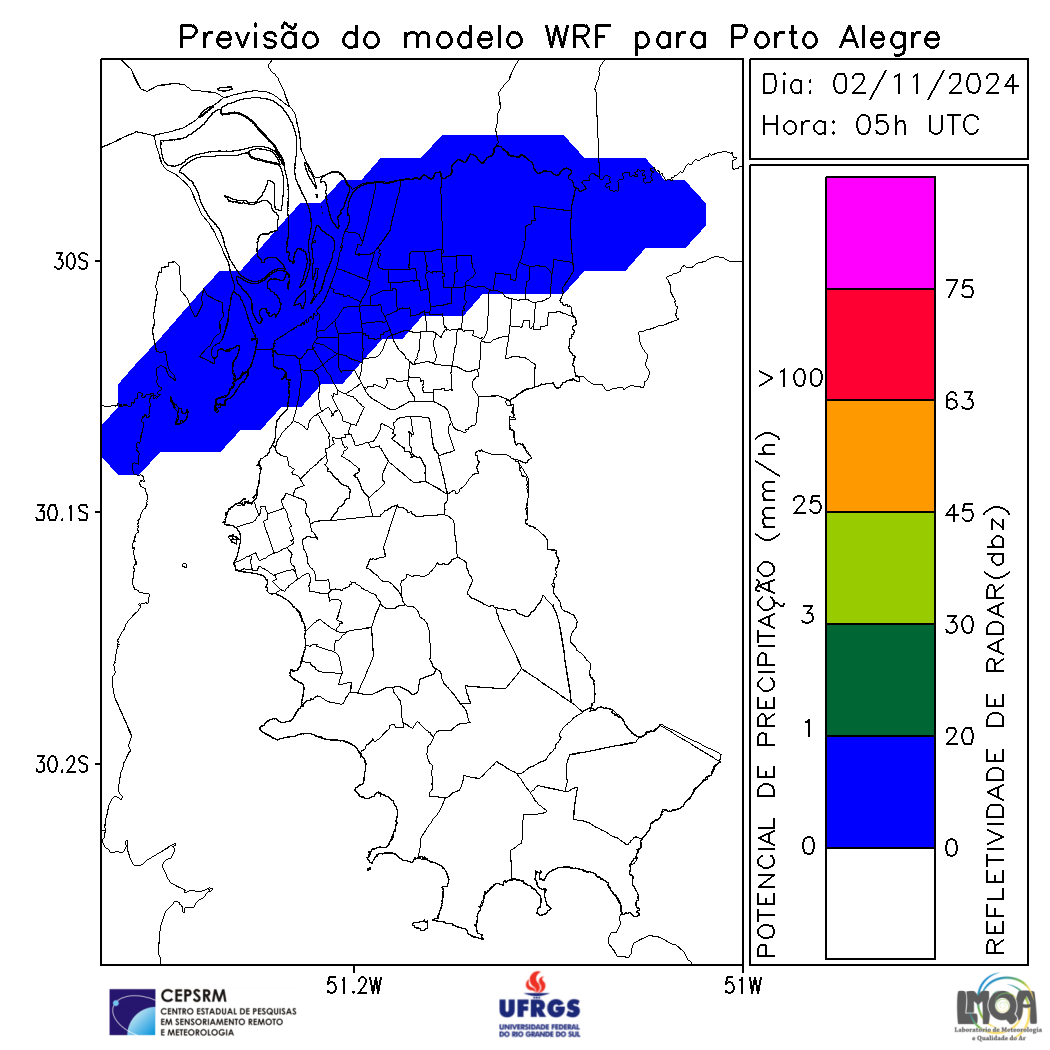 Previsão do modelo WRF para Porto Alegre
Dia: 02/11/2024
Hora: 05h UTC
30S
30.1S
30.2S
51.2W
51W
POTENCIAL DE PRECIPITAÇÃO (mm/h)
>100
25
3
1
0
75
63
45
30
20
0
REFLETIVIDADE DE RADAR(dbz)
CEPSRM
CENTRO ESTADUAL DE PESQUISAS
EM SENSORIAMENTO REMOTO
E METEOROLOGIA
UFRGS
UNIVERSIDADE FEDERAL
DO RIO GRANDE DO SUL
LMQA
Laboratório de Meteorologia
e Qualidade do Ar